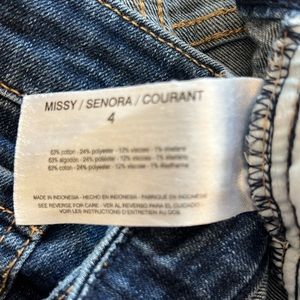 MISSY / SENORA / COURANT
4
63% cotton - 24% polyester - 12% viscose - 1% elastane
63% algodón - 24% poliéster - 12% viscosa - 1% elastano
63% coton - 24% polyester - 12% viscose - 1% élasthanne
MADE IN INDONESIA - HECHO EN INDONESIA - FABRIQUÉ EN INDONÉSIE
SEE REVERSE FOR CARE - VER AL REVERSO PARA EL CUIDADO
VOIR LES INSTRUCTIONS D'ENTRETIEN AU DOS.